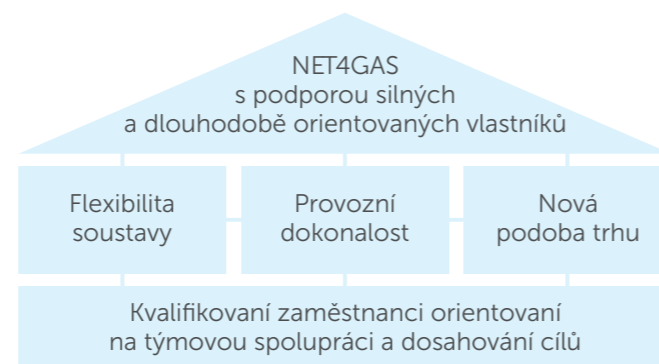 NET4GAS
s podporou silných
a dlouhodobě orientovaných vlastníků
Flexibilita
soustavy
Provozní
dokonalost
Nová
podoba trhu
Kvalifikovaní zaměstnanci orientovaní
na týmovou spolupráci a dosahování cílů